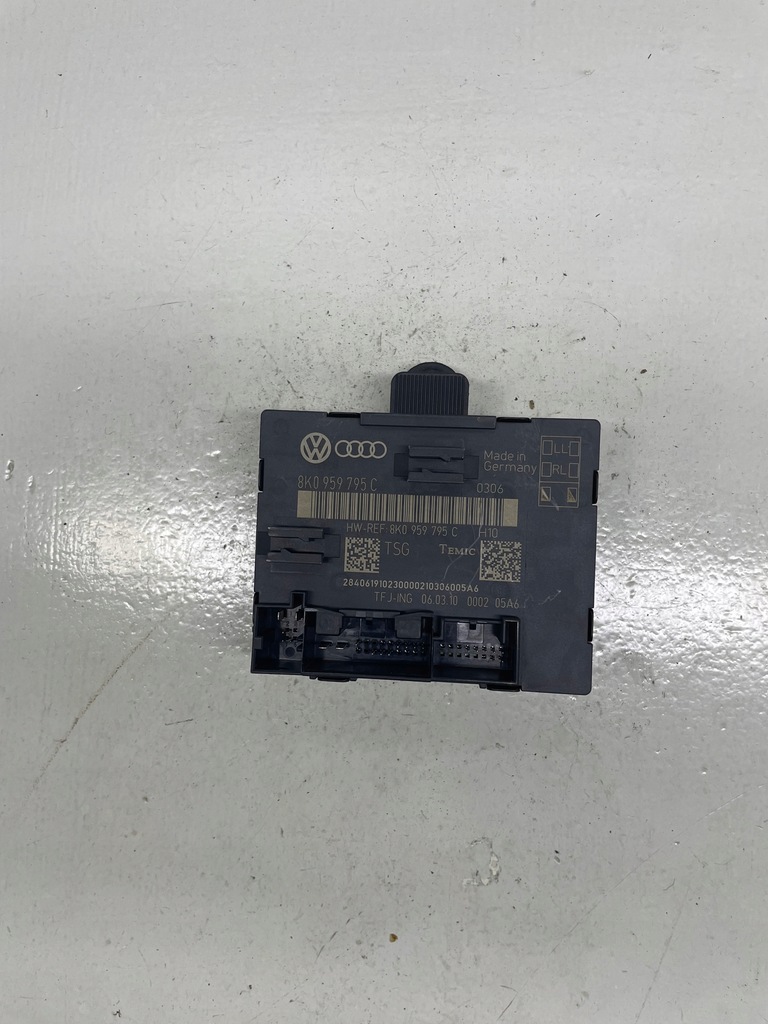 Made in
Germany
LL
RL
8K0 959 795 C 0306
HW-REF 8K0 959 795 C H10
TSG TEMIC
284061910230000210306005A6
TFJ-ING 06.03.10 0002 05A6